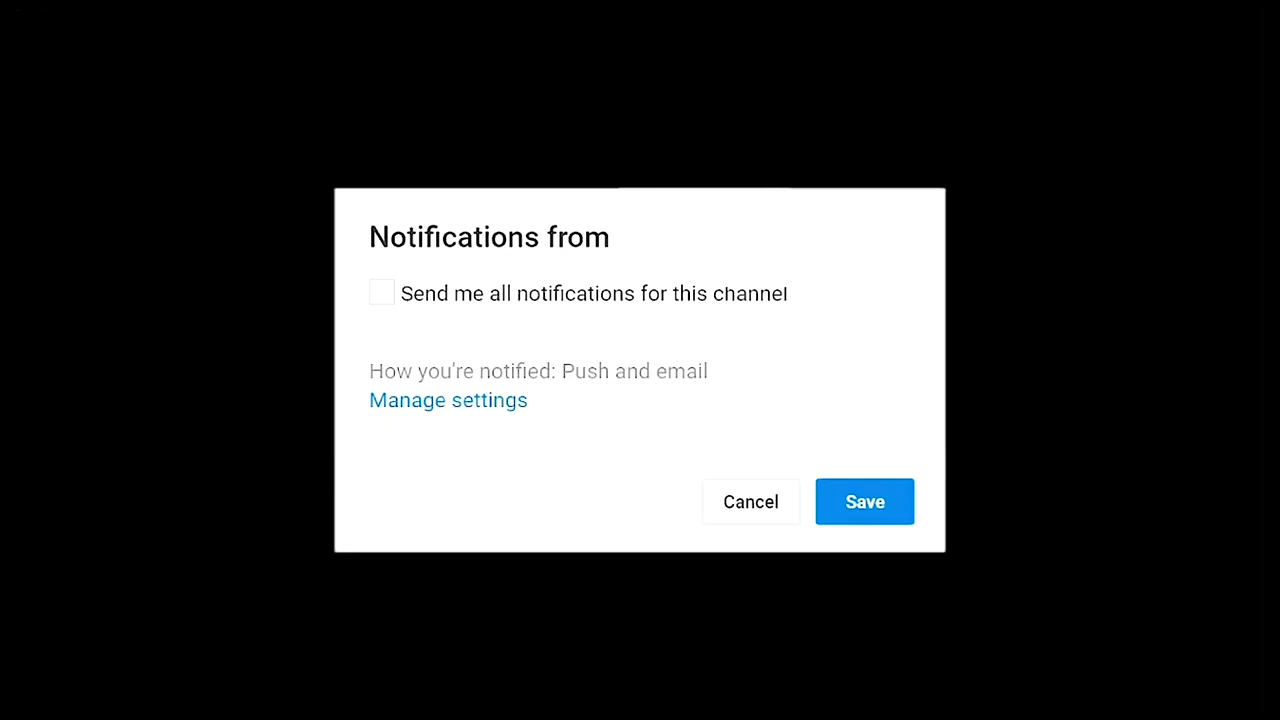 Notifications from
Send me all notifications for this channel
How you're notified: Push and email
Manage settings
Cancel Save